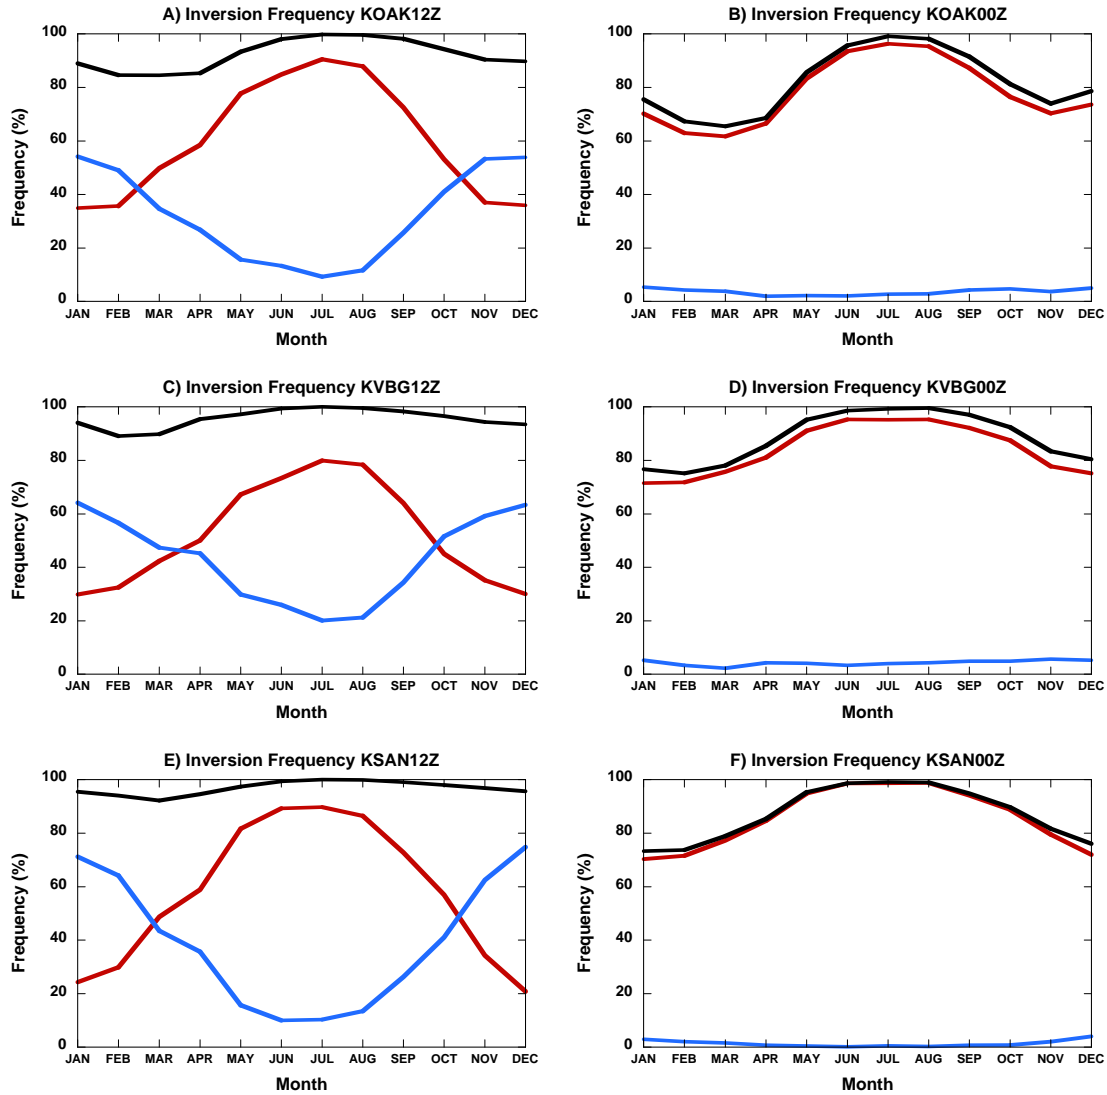 A) Inversion Frequency KOAK12Z
100
80
60
40
20
0
Frequency (%)
JAN FEB MAR APR MAY JUN JUL AUG SEP OCT NOV DEC
Month
B) Inversion Frequency KOAK00Z
100
80
60
40
20
0
Frequency (%)
JAN FEB MAR APR MAY JUN JUL AUG SEP OCT NOV DEC
Month
C) Inversion Frequency KVBG12Z
100
80
60
40
20
0
Frequency (%)
JAN FEB MAR APR MAY JUN JUL AUG SEP OCT NOV DEC
Month
D) Inversion Frequency KVBG00Z
100
80
60
40
20
0
Frequency (%)
JAN FEB MAR APR MAY JUN JUL AUG SEP OCT NOV DEC
Month
E) Inversion Frequency KSAN12Z
100
80
60
40
20
0
Frequency (%)
JAN FEB MAR APR MAY JUN JUL AUG SEP OCT NOV DEC
Month
F) Inversion Frequency KSAN00Z
100
80
60
40
20
0
Frequency (%)
JAN FEB MAR APR MAY JUN JUL AUG SEP OCT NOV DEC
Month